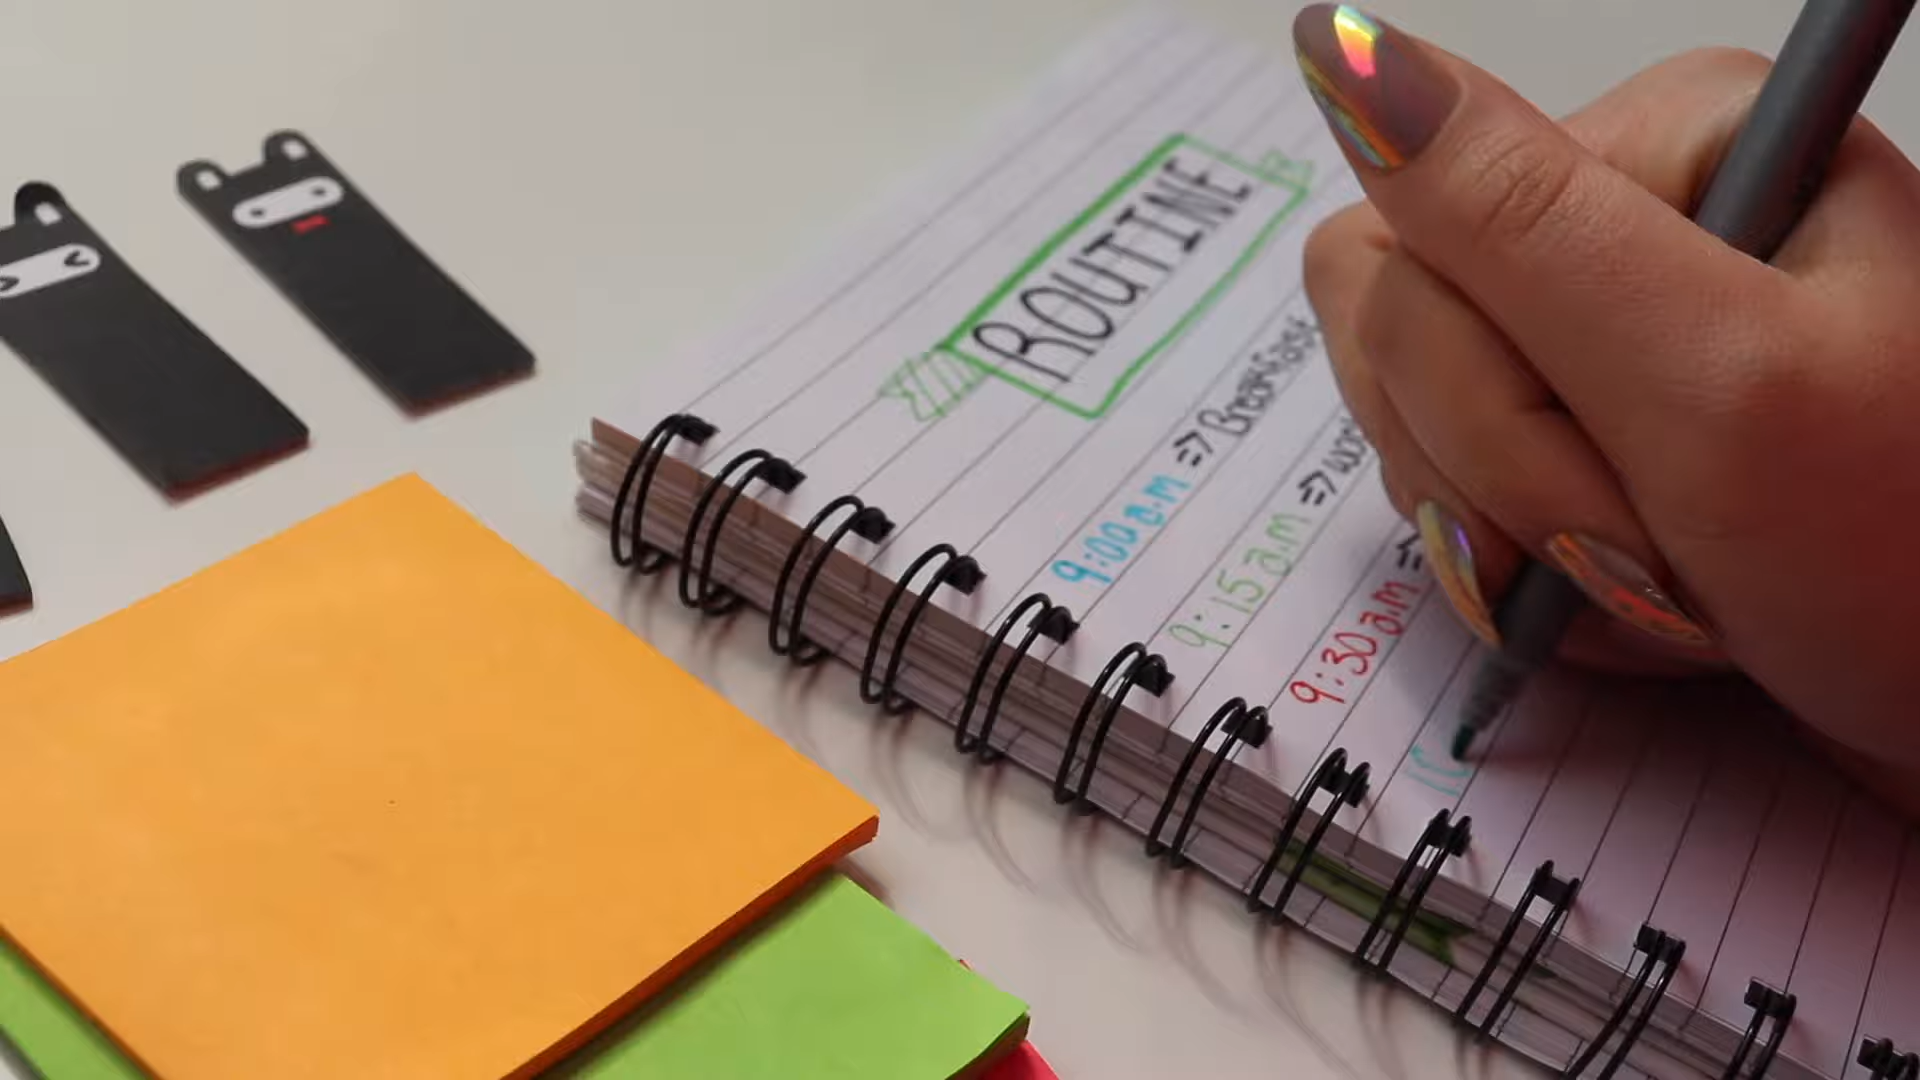 ROUTINE
9:00 a.m => Breakfast
9:15 a.m =>
9:30 a.m =>